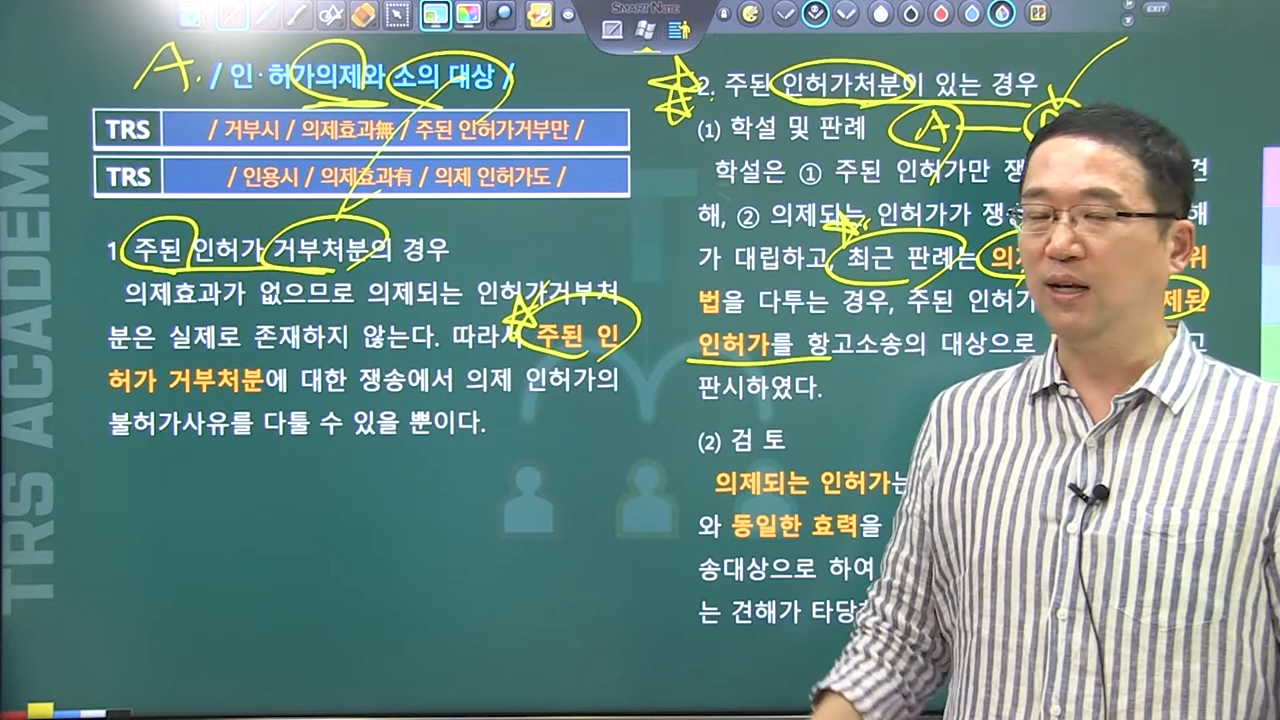 SMART NOTE
EXIT
A. / 인·허가의제와 소의 대상 /
TRS / 거부시 / 의제효과無 / 주된 인허가거부만 /
TRS / 인용시 / 의제효과有 / 의제 인허가도 /
1 주된 인허가 거부처분의 경우
의제효과가 없으므로 의제되는 인허가거부처
분은 실제로 존재하지 않는다. 따라서 주된 인
허가 거부처분에 대한 쟁송에서 의제 인허가의
불허가사유를 다툴 수 있을 뿐이다.
2. 주된 인허가처분이 있는 경우
(1) 학설 및 판례 A
학설은 ① 주된 인허가만 견
해, ② 의제되는 인허가가 해
가 대립하고, 최근 판례는 위
법을 다투는 경우, 주된 제된
인허가를 항고소송의 대상으로 고
판시하였다.
(2) 검 토
의제되는 인허가는
와 동일한 효력을
송대상으로 하여
는 견해가
TRS ACADEMY